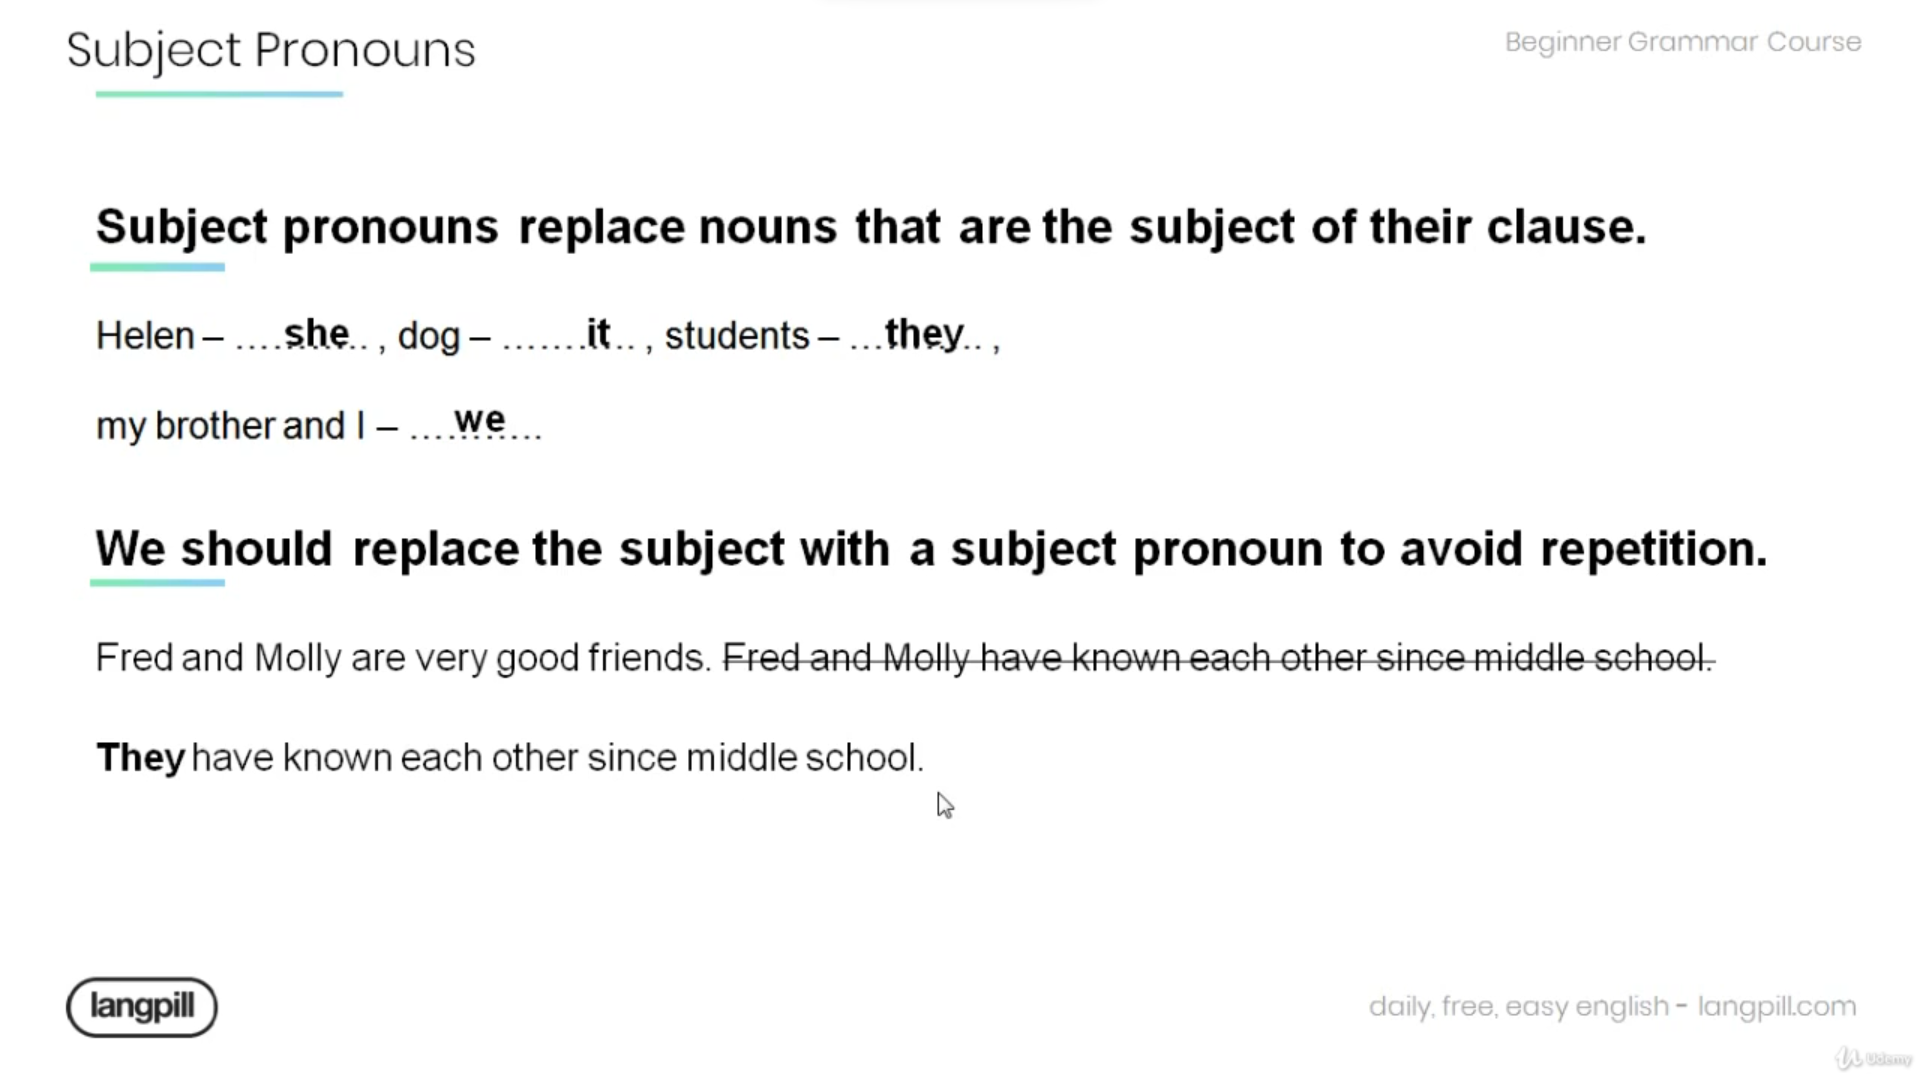 Subject Pronouns
Beginner Grammar Course
Subject pronouns replace nouns that are the subject of their clause.
Helen – ....she.. , dog – .......it.. , students – ...they.. ,
my brother and I – ....we...
We should replace the subject with a subject pronoun to avoid repetition.
Fred and Molly are very good friends. Fred and Molly have known each other since middle school.
They have known each other since middle school.
langpill
daily, free, easy english - langpill.com
Udemy